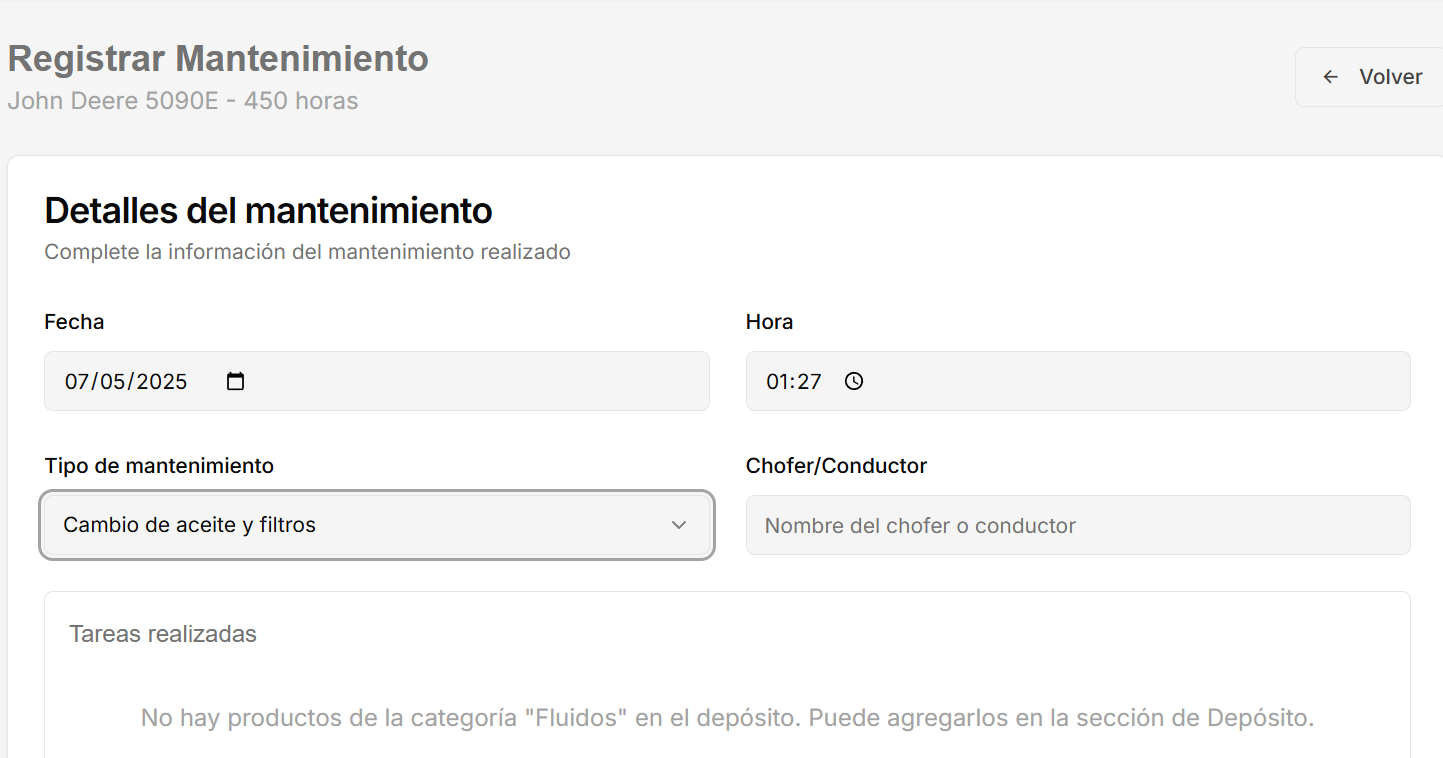 Registrar Mantenimiento
John Deere 5090E - 450 horas
Volver
Detalles del mantenimiento
Complete la información del mantenimiento realizado
Fecha
Hora
07/05/2025
01:27
Tipo de mantenimiento
Chofer/Conductor
Cambio de aceite y filtros
Nombre del chofer o conductor
Tareas realizadas
No hay productos de la categoría "Fluidos" en el depósito. Puede agregarlos en la sección de Depósito.